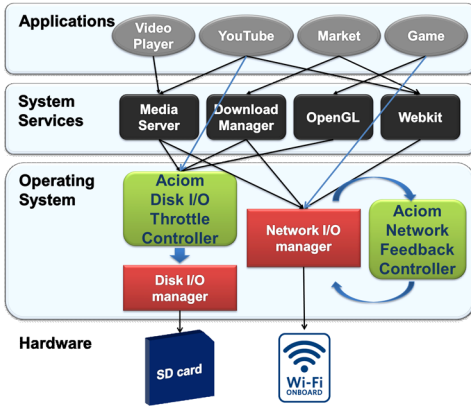 Applications
Video
Player
YouTube
Market
Game
System
Services
Media
Server
Download
Manager
OpenGL
Webkit
Operating
System
Aciom
Disk I/O
Throttle
Controller
Network I/O
manager
Aciom
Network
Feedback
Controller
Disk I/O
manager
Hardware
SD card
Wi-Fi
ONBOARD